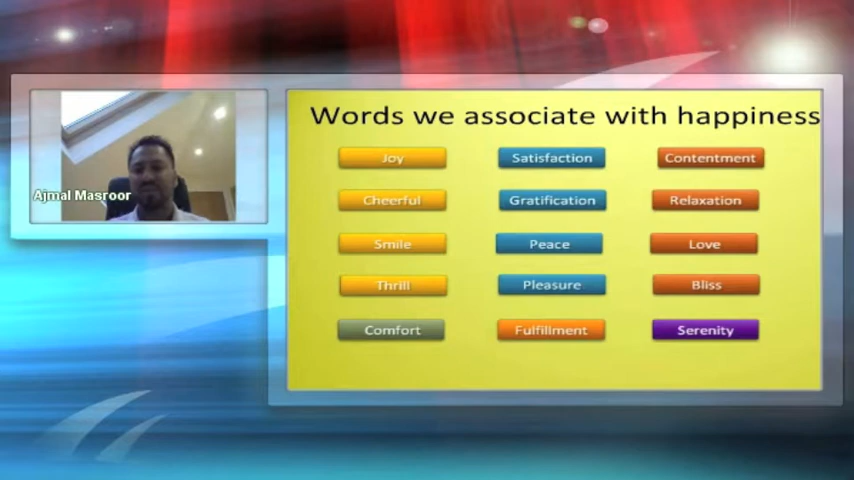 Ajmal Masroor
Words we associate with happiness
Joy
Satisfaction
Contentment
Cheerful
Gratification
Relaxation
Smile
Peace
Love
Thrill
Pleasure
Bliss
Comfort
Fulfillment
Serenity